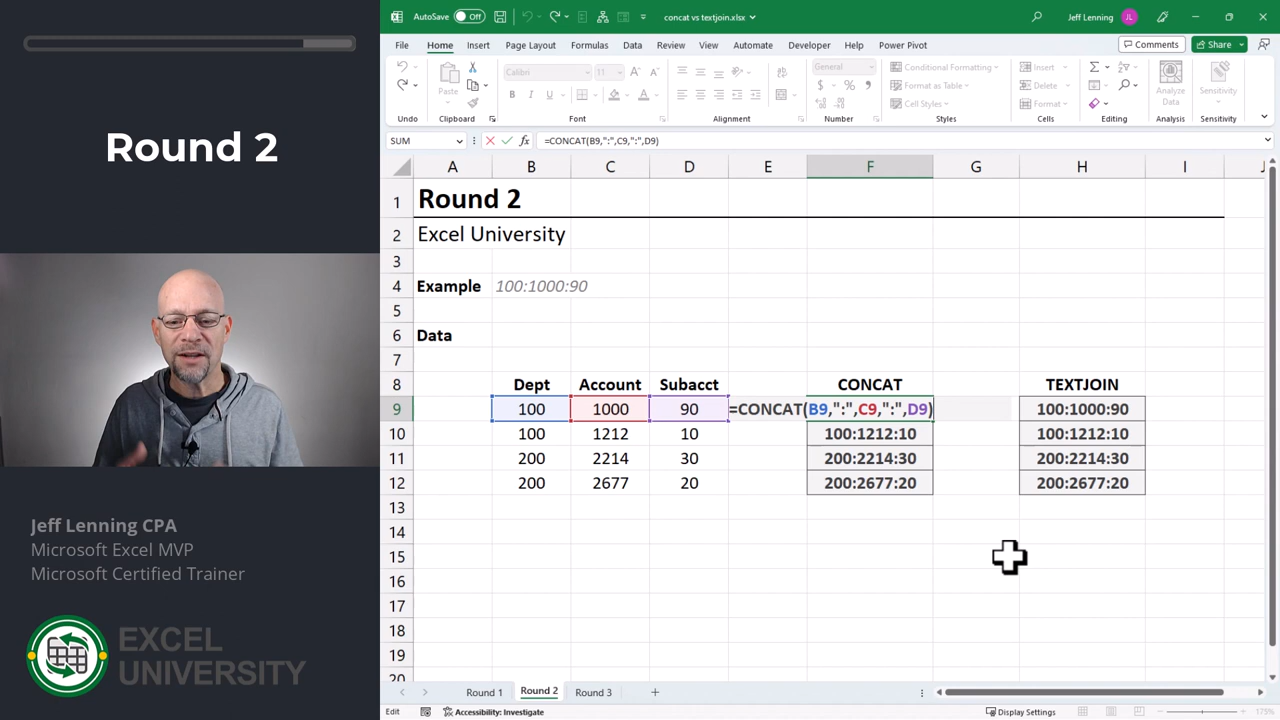 Round 2
Jeff Lenning CPA
Microsoft Excel MVP
Microsoft Certified Trainer
EXCEL
UNIVERSITY
AutoSave Off concat vs textjoin.xlsx Jeff Lenning JL
File Home Insert Page Layout Formulas Data Review View Automate Developer Help Power Pivot Comments Share
Calibri 11 General Conditional Formatting Insert
Paste Format as Table Delete Analyze Data Sensitivity
B I U $ % Cell Styles Format
Undo Clipboard Font Alignment Number Styles Cells Editing Analysis Sensitivity
SUM fx =CONCAT(B9,":",C9,":",D9)
A B C D E F G H I J
1 Round 2
2 Excel University
3
4 Example 100:1000:90
5
6 Data
7
8 Dept Account Subacct CONCAT TEXTJOIN
9 100 1000 90 =CONCAT(B9,":",C9,":",D9) 100:1000:90
10 100 1212 10 100:1212:10 100:1212:10
11 200 2214 30 200:2214:30 200:2214:30
12 200 2677 20 200:2677:20 200:2677:20
13
14
15
16
17
18
19
20
Round 1 Round 2 Round 3
Edit Accessibility: Investigate Display Settings 175%